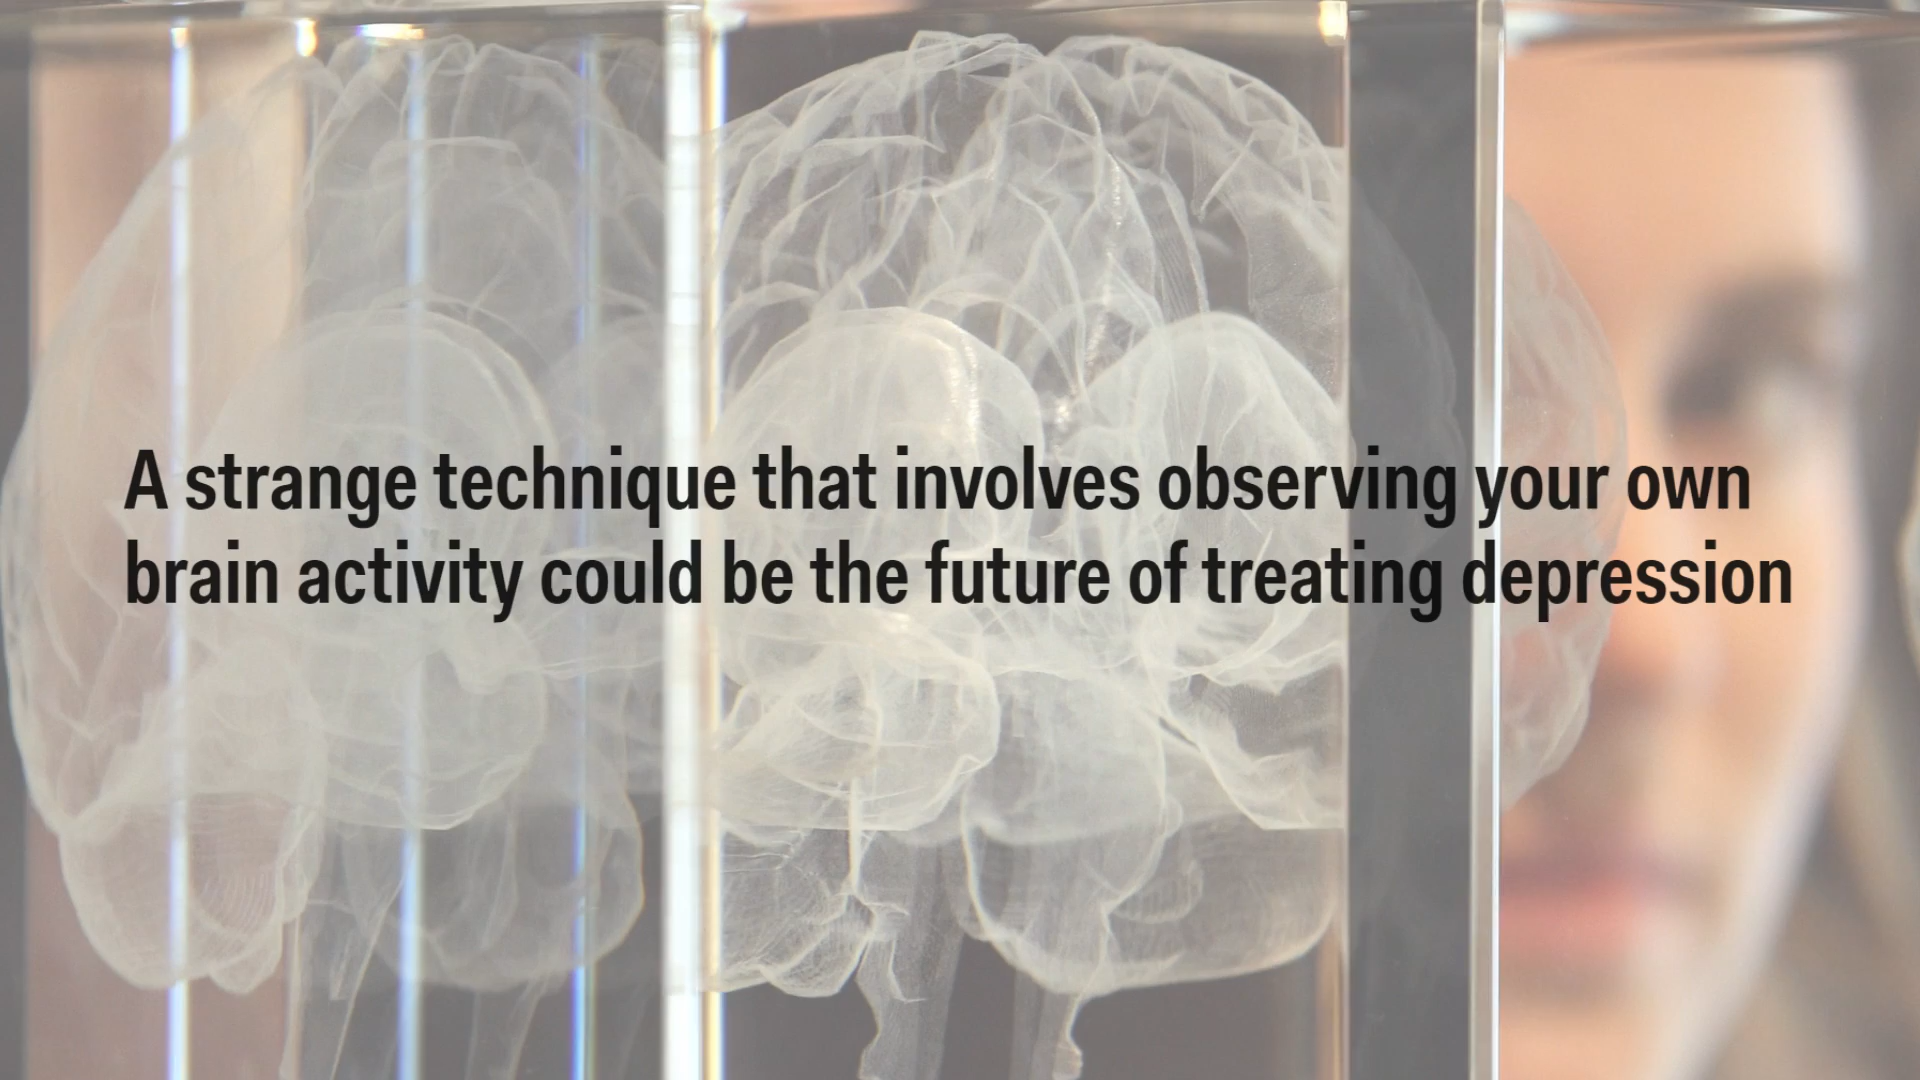 A strange technique that involves observing your own
brain activity could be the future of treating depression